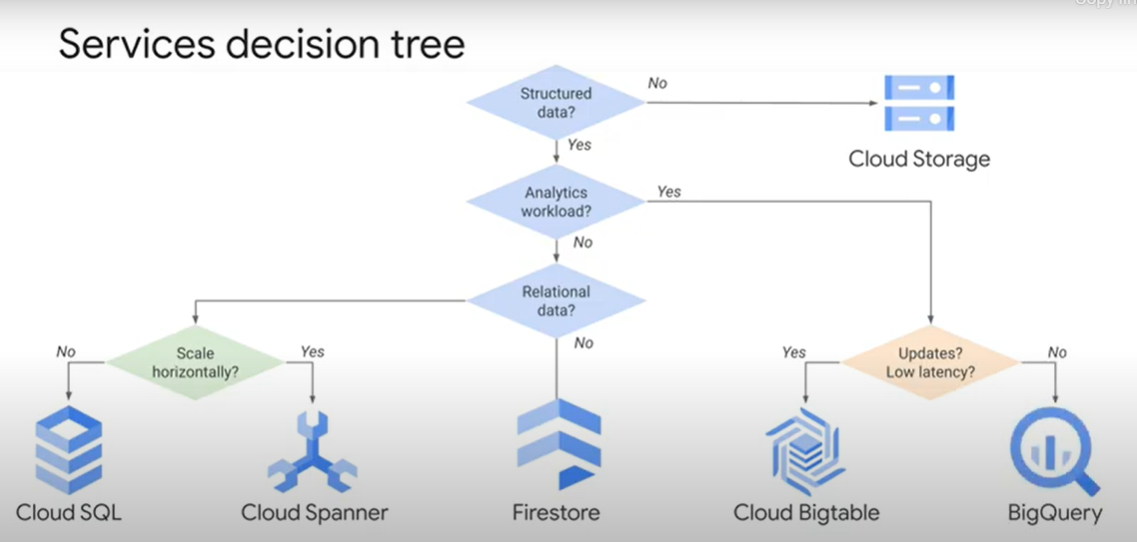 Services decision tree
Structured
data?
No
Cloud Storage
Yes
Analytics
workload?
Yes
No
Relational
data?
No
Scale
horizontally?
No
Yes
Updates?
Low latency?
Yes
No
Cloud SQL
Cloud Spanner
Firestore
Cloud Bigtable
BigQuery